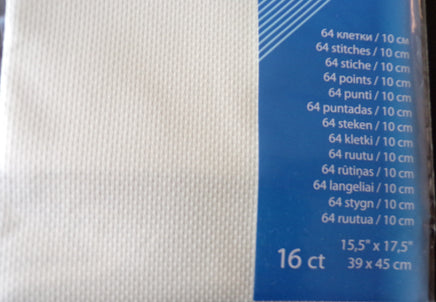 64 клетки / 10 см
64 stitches / 10 cm
64 stiche / 10 cm
64 points / 10 cm
64 punti / 10 cm
64 puntadas / 10 cm
64 steken / 10 cm
64 kletki / 10 cm
64 ruutu / 10 cm
64 rūtiņas / 10 cm
64 langeliai / 10 cm
64 stygn / 10 cm
64 ruutua / 10 cm
16 ct
15,5" x 17,5"
39 x 45 cm